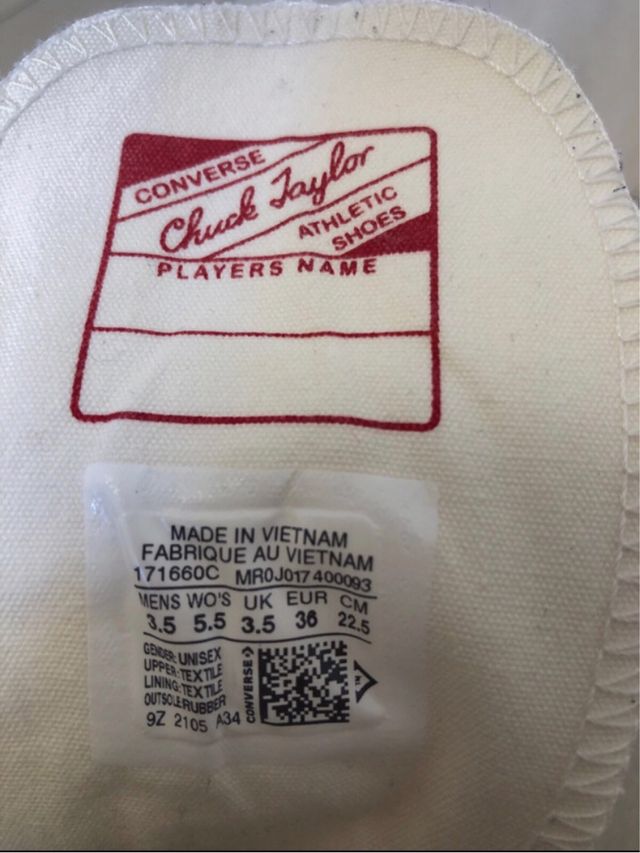 CONVERSE
Chuck Taylor
ATHLETIC
SHOES
PLAYERS NAME
MADE IN VIETNAM
FABRIQUE AU VIETNAM
171660C MR0J017400093
MENS WO'S UK EUR CM
3.5 5.5 3.5 36 22.5
GENDER: UNISEX
UPPER: TEXTILE
LINING: TEXTILE
OUTSOLE: RUBBER
9Z 2105 A34
CONVERSE
TM